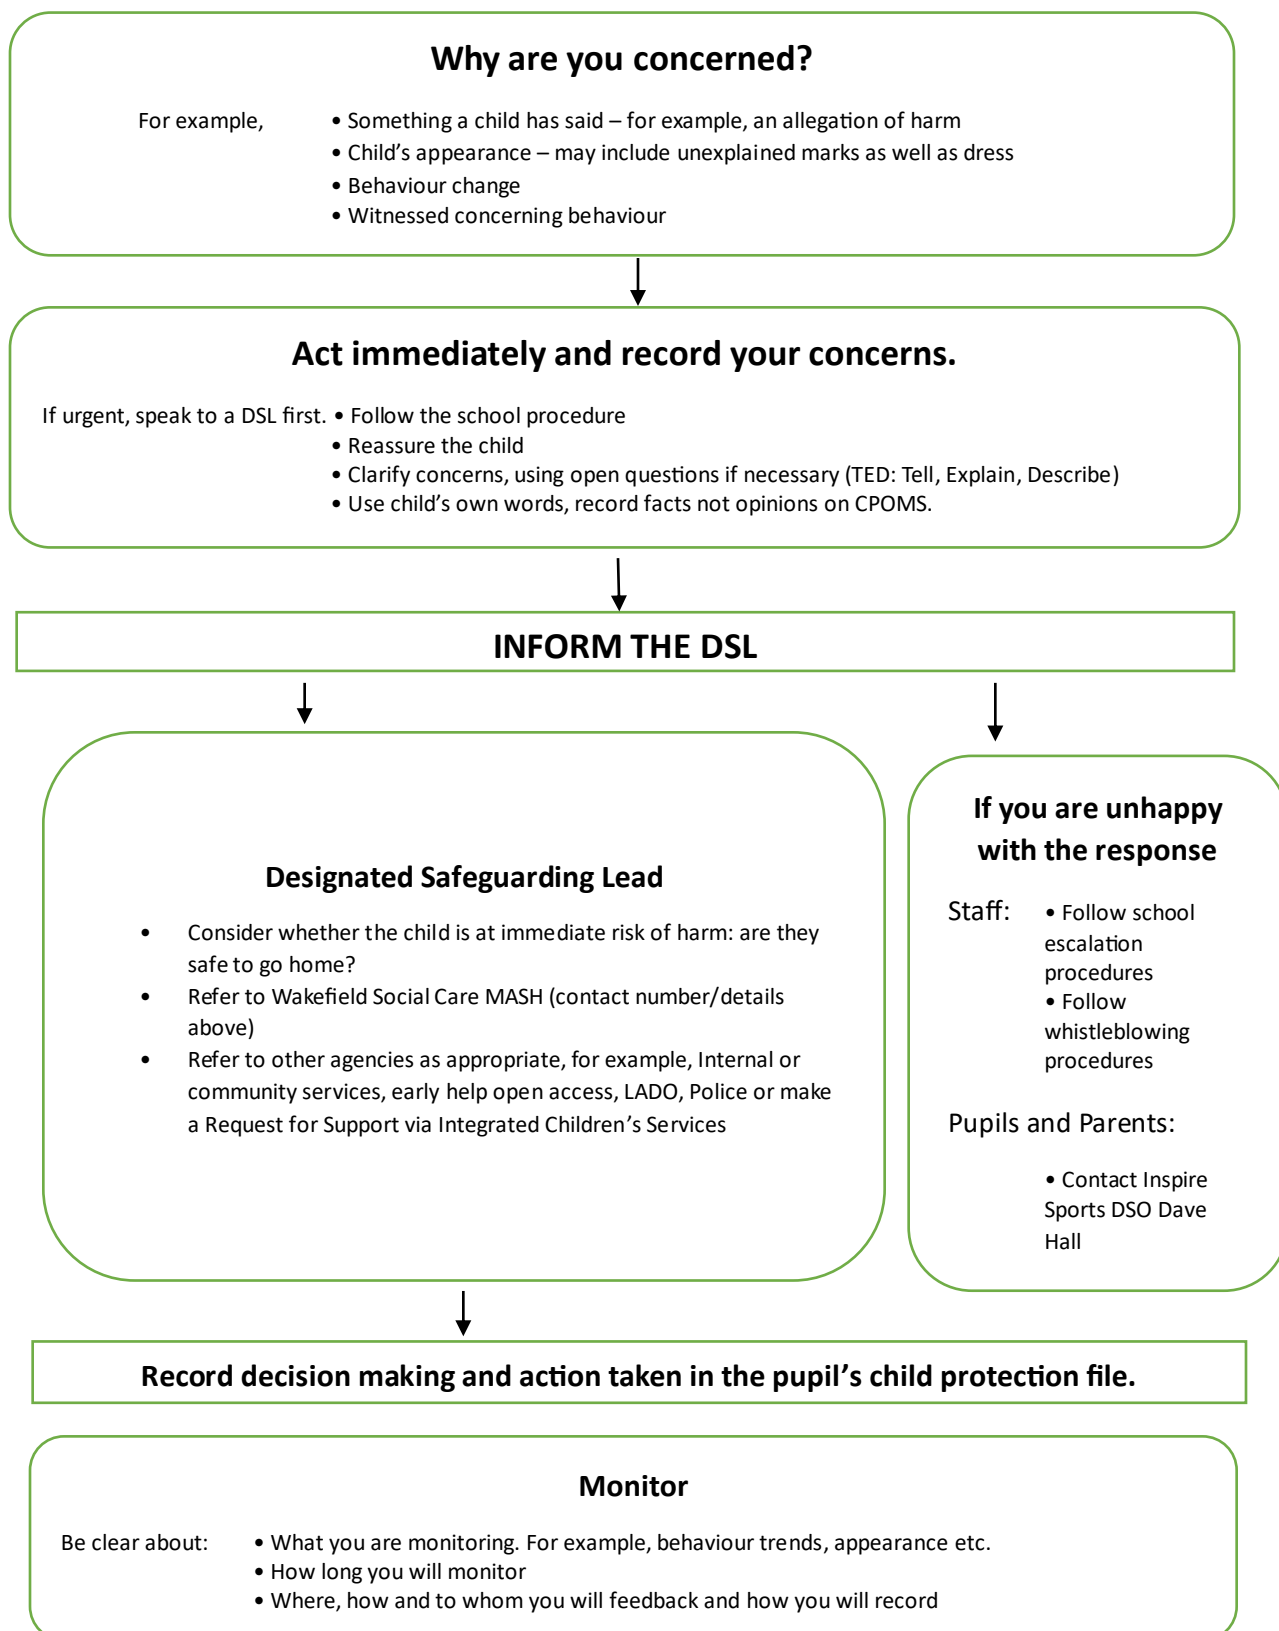 Why are you concerned?
For example, • Something a child has said – for example, an allegation of harm
• Child's appearance – may include unexplained marks as well as dress
• Behaviour change
• Witnessed concerning behaviour
Act immediately and record your concerns.
If urgent, speak to a DSL first. • Follow the school procedure
• Reassure the child
• Clarify concerns, using open questions if necessary (TED: Tell, Explain, Describe)
• Use child's own words, record facts not opinions on CPOMS.
INFORM THE DSL
Designated Safeguarding Lead
• Consider whether the child is at immediate risk of harm: are they
safe to go home?
• Refer to Wakefield Social Care MASH (contact number/details
above)
• Refer to other agencies as appropriate, for example, Internal or
community services, early help open access, LADO, Police or make
a Request for Support via Integrated Children's Services
If you are unhappy
with the response
Staff: • Follow school
escalation
procedures
• Follow
whistleblowing
procedures
Pupils and Parents:
• Contact Inspire
Sports DSO Dave
Hall
Record decision making and action taken in the pupil's child protection file.
Monitor
Be clear about: • What you are monitoring. For example, behaviour trends, appearance etc.
• How long you will monitor
• Where, how and to whom you will feedback and how you will record